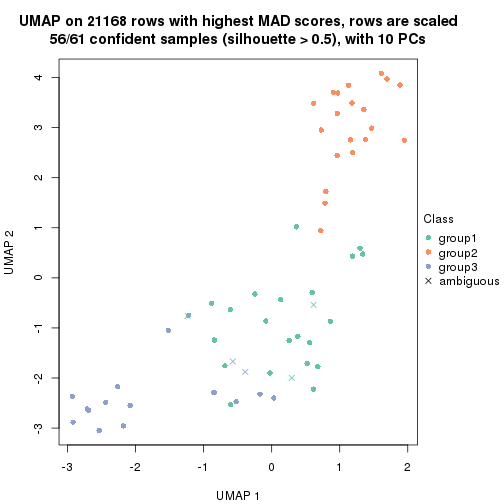 UMAP on 21168 rows with highest MAD scores, rows are scaled
56/61 confident samples (silhouette > 0.5), with 10 PCs
4
3
2
1
0
-1
-2
-3
UMAP 2
-3
-2
-1
0
1
2
UMAP 1
Class
group1
group2
group3
ambiguous